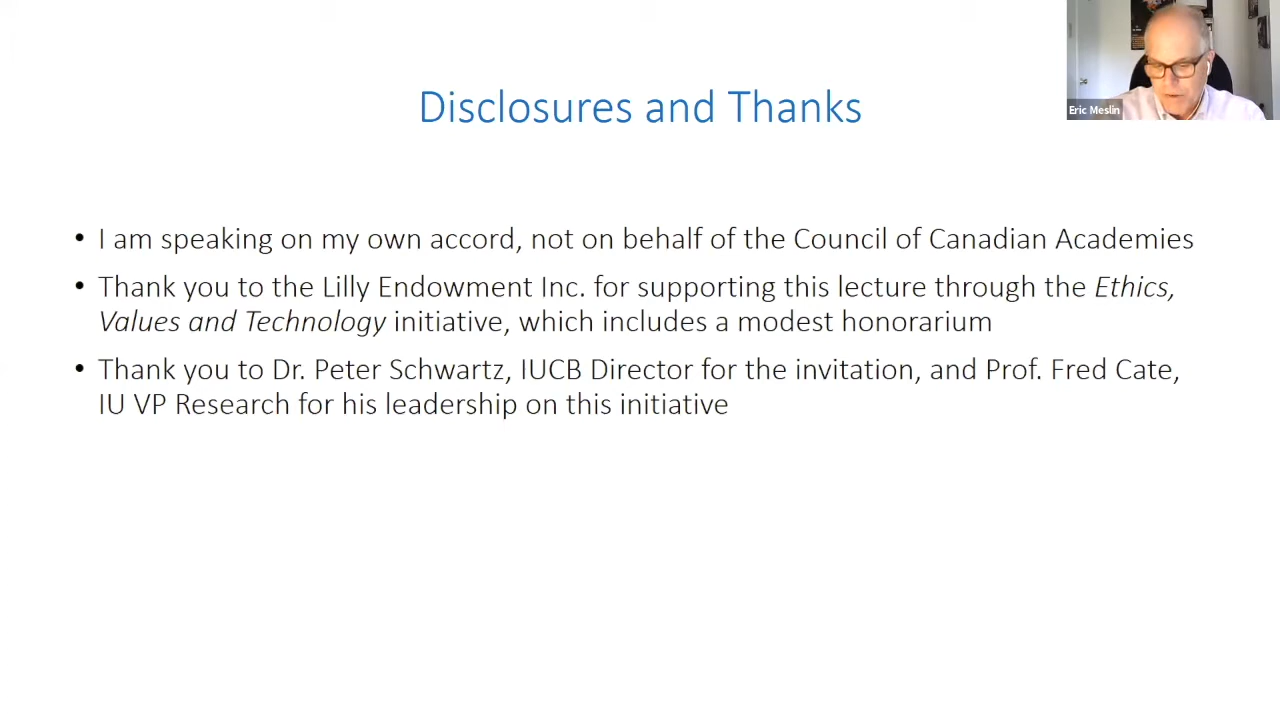 Disclosures and Thanks
Eric Meslin
• I am speaking on my own accord, not on behalf of the Council of Canadian Academies
• Thank you to the Lilly Endowment Inc. for supporting this lecture through the Ethics,
Values and Technology initiative, which includes a modest honorarium
• Thank you to Dr. Peter Schwartz, IUCB Director for the invitation, and Prof. Fred Cate,
IU VP Research for his leadership on this initiative